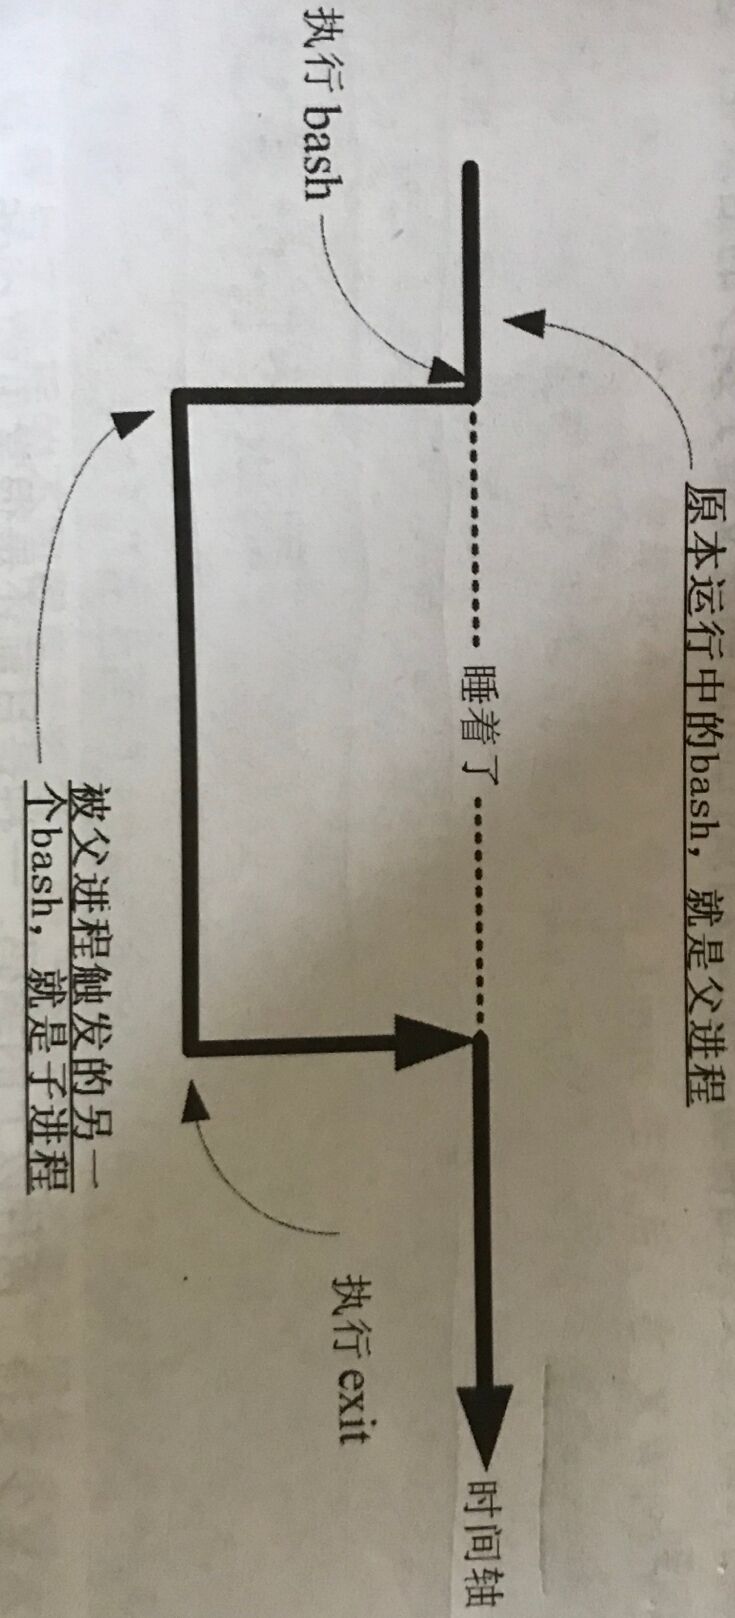 原本运行中的bash，就是父进程
睡着了
时间轴
执行 bash
执行 exit
被父进程触发的另一
个bash，就是子进程